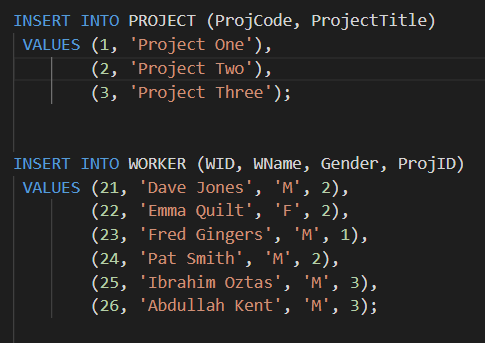 INSERT INTO PROJECT (ProjCode, ProjectTitle)
VALUES (1, 'Project One'),
(2, 'Project Two'),
(3, 'Project Three');
INSERT INTO WORKER (WID, WName, Gender, ProjID)
VALUES (21, 'Dave Jones', 'M', 2),
(22, 'Emma Quilt', 'F', 2),
(23, 'Fred Gingers', 'M', 1),
(24, 'Pat Smith', 'M', 2),
(25, 'Ibrahim Oztas', 'M', 3),
(26, 'Abdullah Kent', 'M', 3);